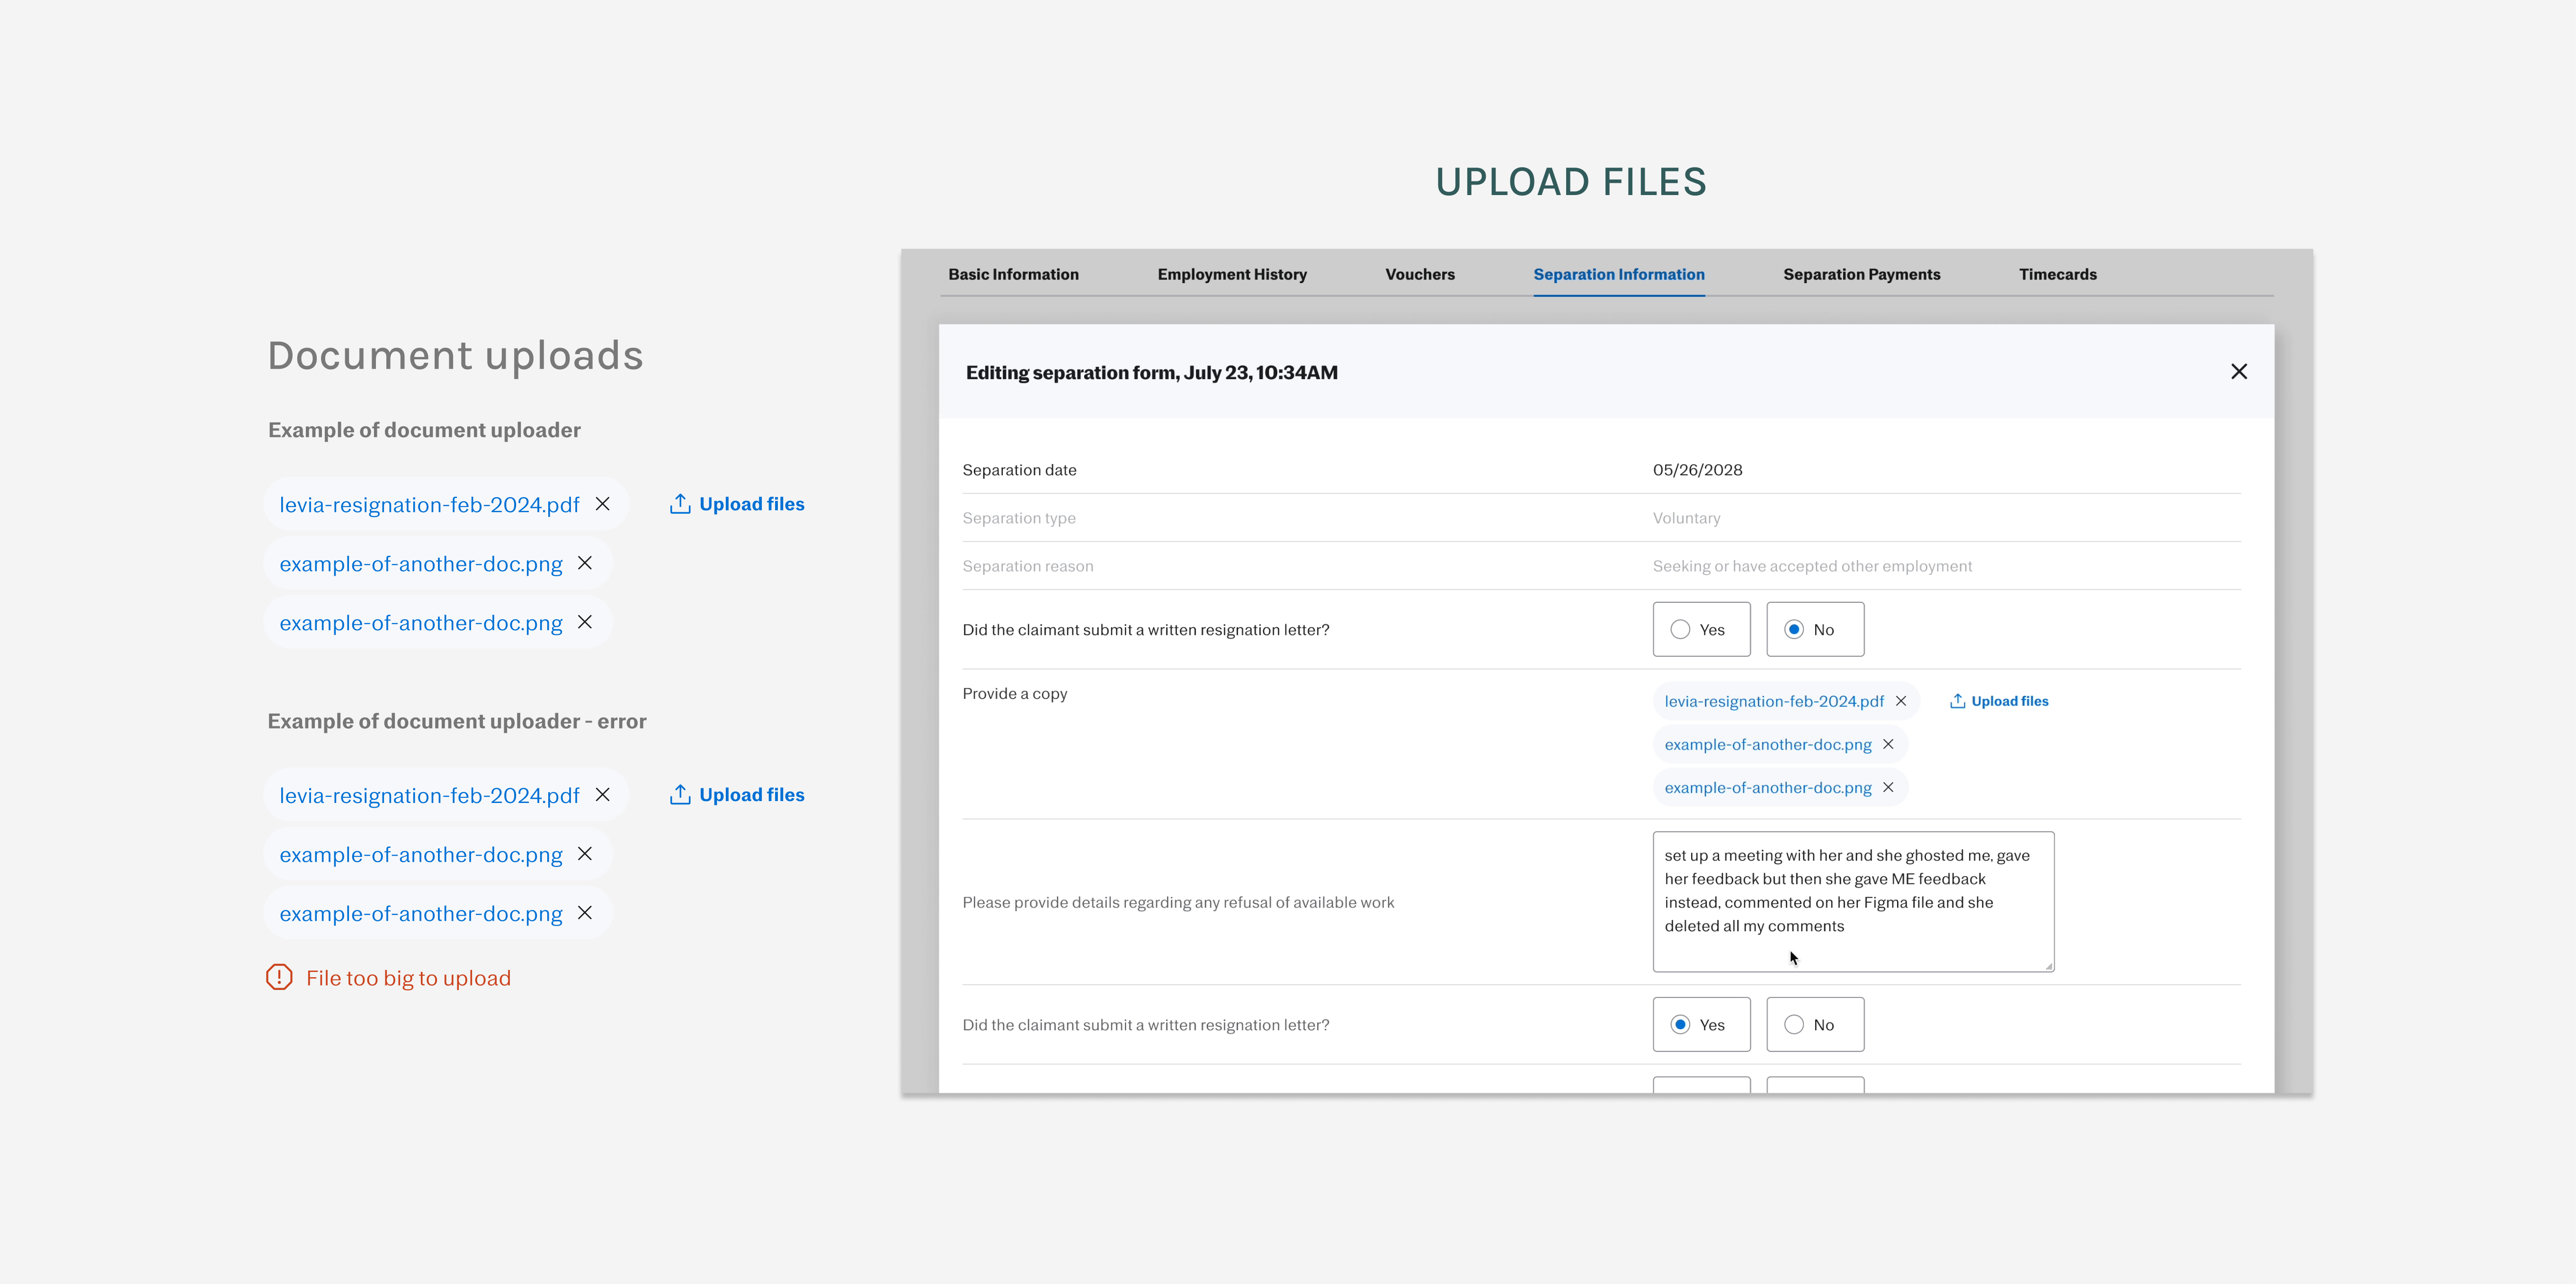 UPLOAD FILES
Document uploads
Example of document uploader
levia-resignation-feb-2024.pdf Upload files
example-of-another-doc.png
example-of-another-doc.png
Example of document uploader - error
levia-resignation-feb-2024.pdf Upload files
example-of-another-doc.png
example-of-another-doc.png
File too big to upload
Basic Information Employment History Vouchers Separation Information Separation Payments Timecards
Editing separation form, July 23, 10:34AM
Separation date 05/26/2028
Separation type Voluntary
Separation reason Seeking or have accepted other employment
Did the claimant submit a written resignation letter? Yes No
Provide a copy levia-resignation-feb-2024.pdf Upload files
example-of-another-doc.png
example-of-another-doc.png
Please provide details regarding any refusal of available work
set up a meeting with her and she ghosted me, gave
her feedback but then she gave ME feedback
instead, commented on her Figma file and she
deleted all my comments
Did the claimant submit a written resignation letter? Yes No